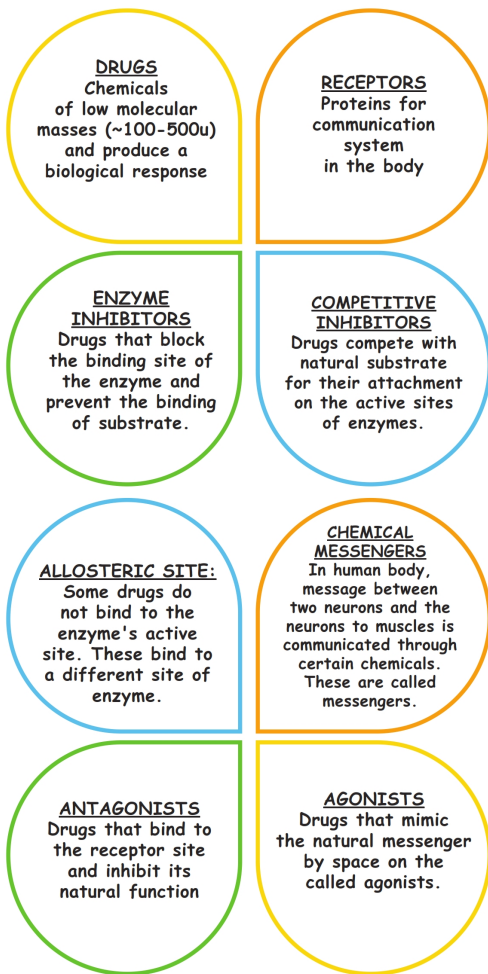 DRUGS
Chemicals
of low molecular
masses (~100-500u)
and produce a
biological response
RECEPTORS
Proteins for
communication
system
in the body
ENZYME
INHIBITORS
Drugs that block
the binding site of
the enzyme and
prevent the binding
of substrate.
COMPETITIVE
INHIBITORS
Drugs compete with
natural substrate
for their attachment
on the active sites
of enzymes.
ALLOSTERIC SITE:
Some drugs do
not bind to the
enzyme's active
site. These bind to
a different site of
enzyme.
CHEMICAL
MESSENGERS
In human body,
message between
two neurons and the
neurons to muscles is
communicated through
certain chemicals.
These are called
messengers.
ANTAGONISTS
Drugs that bind to
the receptor site
and inhibit its
natural function
AGONISTS
Drugs that mimic
the natural messenger
by space on the
called agonists.